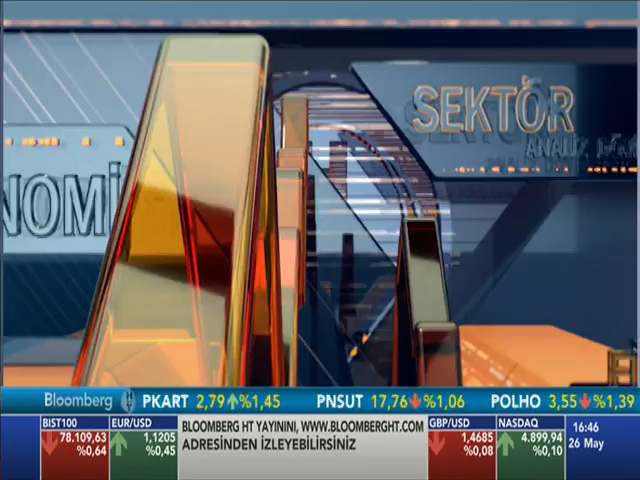 SEKTÖR
ANALİZ
NOMİ
Bloomberg HT PKART 2,79 %1,45 PNSUT 17,76 %1,06 POLHO 3,55 %1,39
BIST100 EUR/USD BLOOMBERG HT YAYININI, WWW.BLOOMBERGHT.COM GBP/USD NASDAQ
78.109,63 1,1205 ADRESİNDEN İZLEYEBİLİRSİNİZ 1,4685 4.899,94 16:46
%0,64 %0,45 %0,08 %0,10 26 May